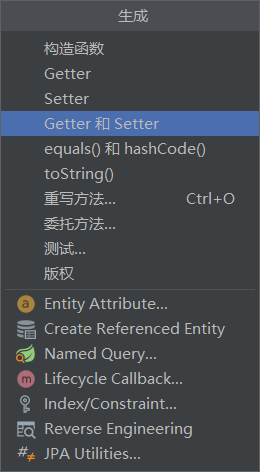 生成
构造函数
Getter
Setter
Getter 和 Setter
equals() 和 hashCode()
toString()
重写方法... Ctrl+O
委托方法...
测试...
版权
a Entity Attribute...
Create Referenced Entity
Named Query...
m Lifecycle Callback...
Index/Constraint...
Reverse Engineering
JPA Utilities...